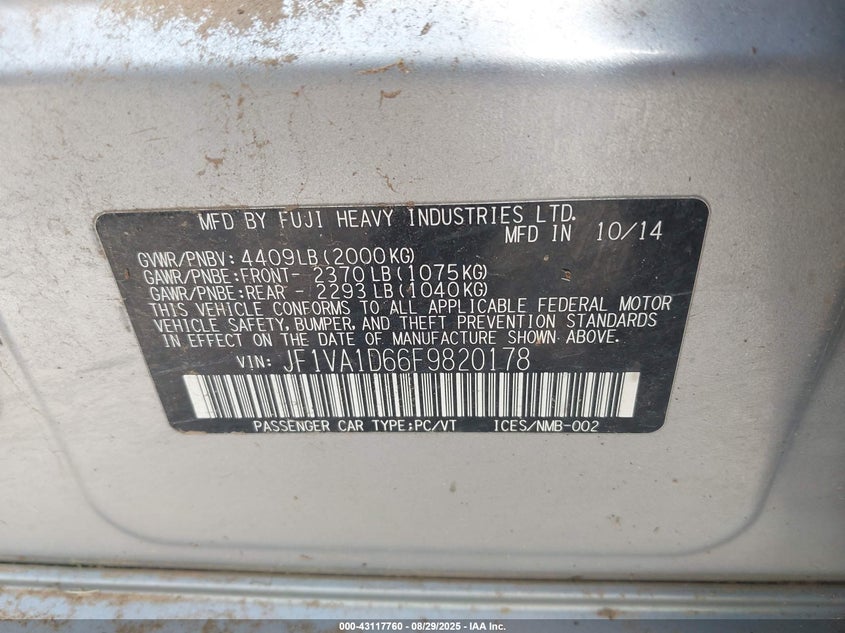 MFD BY FUJI HEAVY INDUSTRIES LTD.
MFD IN 10/14
GVWR/PNBV: 4409LB(2000KG)
GAWR/PNBE:FRONT- 2370LB(1075KG)
GAWR/PNBE:REAR - 2293LB(1040KG)
THIS VEHICLE CONFORMS TO ALL APPLICABLE FEDERAL MOTOR
VEHICLE SAFETY, BUMPER, AND THEFT PREVENTION STANDARDS
IN EFFECT ON THE DATE OF MANUFACTURE SHOWN ABOVE.
VIN: JF1VA1D66F9820178
PASSENGER CAR TYPE:PC/VT ICES/NMB-002
000-43117760 - 08/29/2025 - IAA Inc.